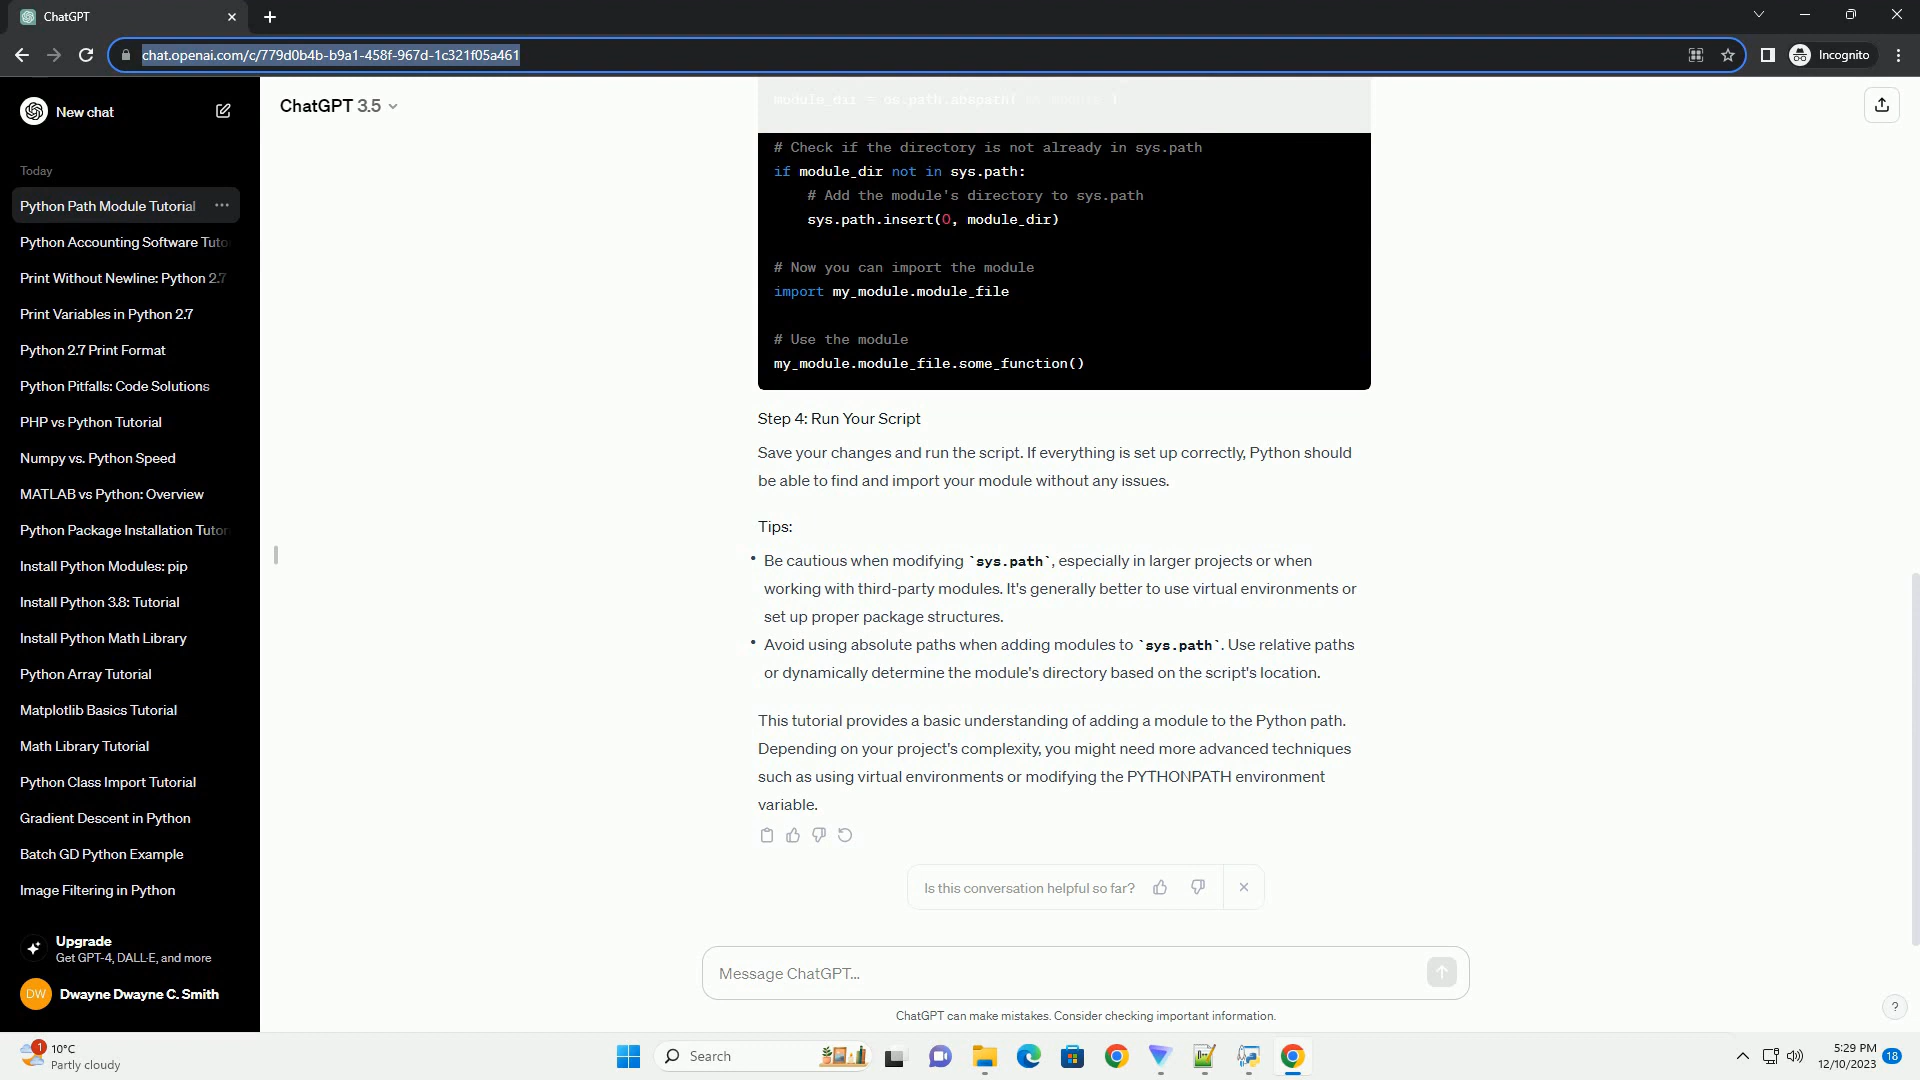 ChatGPT
chat.openai.com/c/779d0b4b-b9a1-458f-967d-1c321f05a461
Incognito
New chat
Today
Python Path Module Tutorial
Python Accounting Software Tuto
Print Without Newline: Python 2.7
Print Variables in Python 2.7
Python 2.7 Print Format
Python Pitfalls: Code Solutions
PHP vs Python Tutorial
Numpy vs. Python Speed
MATLAB vs Python: Overview
Python Package Installation Tutor
Install Python Modules: pip
Install Python 3.8: Tutorial
Install Python Math Library
Python Array Tutorial
Matplotlib Basics Tutorial
Math Library Tutorial
Python Class Import Tutorial
Gradient Descent in Python
Batch GD Python Example
Image Filtering in Python
Upgrade
Get GPT-4, DALL·E, and more
DW
Dwayne Dwayne C. Smith
ChatGPT 3.5
module_dir = os.path.abspath(
# Check if the directory is not already in sys.path
if module_dir not in sys.path:
# Add the module's directory to sys.path
sys.path.insert(0, module_dir)
# Now you can import the module
import my_module.module_file
# Use the module
my_module.module_file.some_function()
Step 4: Run Your Script
Save your changes and run the script. If everything is set up correctly, Python should
be able to find and import your module without any issues.
Tips:
• Be cautious when modifying `sys.path`, especially in larger projects or when
working with third-party modules. It's generally better to use virtual environments or
set up proper package structures.
• Avoid using absolute paths when adding modules to `sys.path`. Use relative paths
or dynamically determine the module's directory based on the script's location.
This tutorial provides a basic understanding of adding a module to the Python path.
Depending on your project's complexity, you might need more advanced techniques
such as using virtual environments or modifying the PYTHONPATH environment
variable.
Is this conversation helpful so far?
Message ChatGPT...
ChatGPT can make mistakes. Consider checking important information.
?
1
10°C
Partly cloudy
Search
5:29 PM
12/10/2023
18